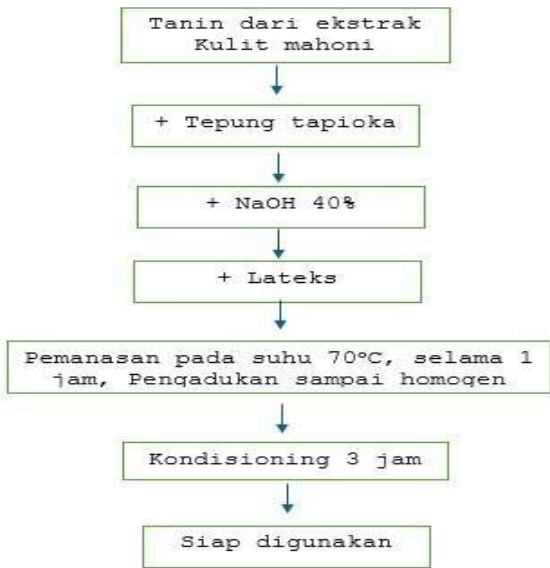 Tanin dari ekstrak
Kulit mahoni
+ Tepung tapioka
+ NaOH 40%
+ Lateks
Pemanasan pada suhu 70°C, selama 1
jam, Pengadukan sampai homogen
Kondisioning 3 jam
Siap digunakan